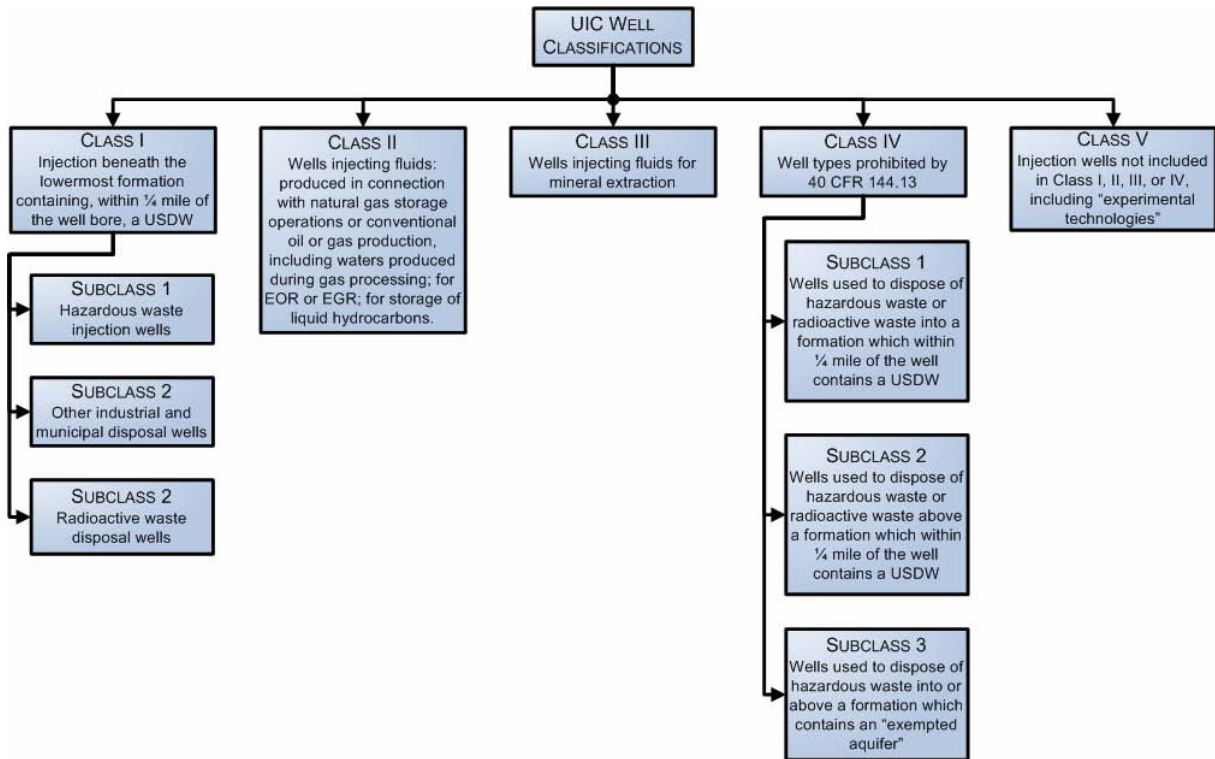 UIC WELL
CLASSIFICATIONS
CLASS I
Injection beneath the
lowermost formation
containing, within ¼ mile
of the well bore, a USDW
SUBCLASS 1
Hazardous waste
injection wells
SUBCLASS 2
Other industrial and
municipal disposal wells
SUBCLASS 2
Radioactive waste
disposal wells
CLASS II
Wells injecting fluids:
produced in connection
with natural gas storage
operations or conventional
oil or gas production,
including waters produced
during gas processing; for
EOR or EGR; for storage of
liquid hydrocarbons.
CLASS III
Wells injecting fluids for
mineral extraction
CLASS IV
Well types prohibited by
40 CFR 144.13
SUBCLASS 1
Wells used to dispose of
hazardous waste or
radioactive waste into a
formation which within
¼ mile of the well
contains a USDW
SUBCLASS 2
Wells used to dispose of
hazardous waste or
radioactive waste above
a formation which within
¼ mile of the well
contains a USDW
SUBCLASS 3
Wells used to dispose of
hazardous waste into or
above a formation which
contains an “exempted
aquifer”
CLASS V
Injection wells not included
in Class I, II, III, or IV,
including “experimental
technologies”